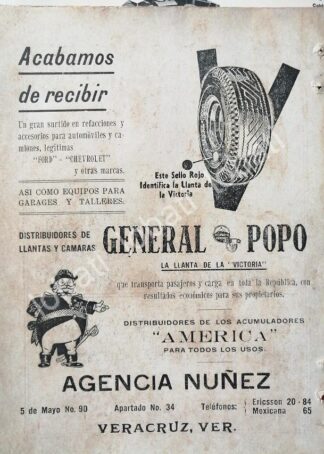 Acabamos
de recibir
Un gran surtido en refacciones y
accesorios para automóviles y ca-
miones, legítimas
"FORD" - "CHEVROLET"
y otras marcas.
ASI COMO EQUIPOS PARA
GARAGES Y TALLERES.
Este Sello Rojo
Identifica la Llanta de
la Victoria
DISTRIBUIDORES DE
LLANTAS Y CAMARAS
GENERAL POPO
LA LLANTA DE LA "VICTORIA"
que transporta pasajeros y carga en toda la República, con
resultados económicos para sus propietarios.
DISTRIBUIDORES DE LOS ACUMULADORES
"AMERICA"
PARA TODOS LOS USOS.
AGENCIA NUÑEZ
5 de Mayo No. 90 Apartado No. 34 Teléfonos: Ericsson 20 - 84
Mexicana 65
VERACRUZ, VER.